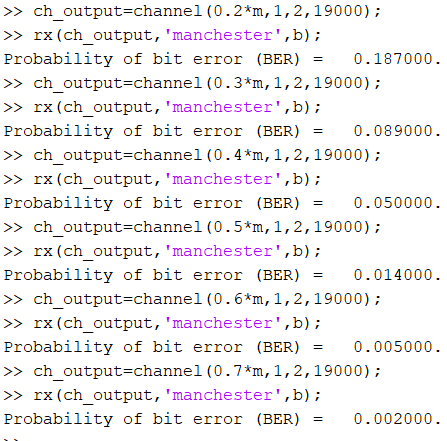 >> ch_output=channel(0.2*m,1,2,19000);
>> rx(ch_output,'manchester',b);
Probability of bit error (BER) =   0.187000.
>> ch_output=channel(0.3*m,1,2,19000);
>> rx(ch_output,'manchester',b);
Probability of bit error (BER) =   0.089000.
>> ch_output=channel(0.4*m,1,2,19000);
>> rx(ch_output,'manchester',b);
Probability of bit error (BER) =   0.050000.
>> ch_output=channel(0.5*m,1,2,19000);
>> rx(ch_output,'manchester',b);
Probability of bit error (BER) =   0.014000.
>> ch_output=channel(0.6*m,1,2,19000);
>> rx(ch_output,'manchester',b);
Probability of bit error (BER) =   0.005000.
>> ch_output=channel(0.7*m,1,2,19000);
>> rx(ch_output,'manchester',b);
Probability of bit error (BER) =   0.002000.
>>